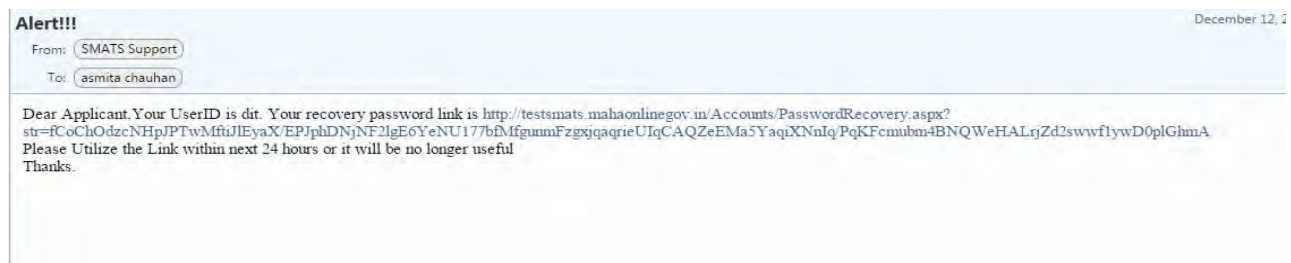 Alert!!!
December 12, 2
From: SMATS Support
To: asmita chauhan
Dear Applicant,Your UserID is dit. Your recovery password link is http://testsmats.mahaonlinegov.in/Accounts/PasswordRecovery.aspx?
str=fCoChOdzcNHpJPTwMftiJlEyaX/EPJphDNjNF2lgE6YeNU177bfMfgunmFzgxjqaqrieUIqCAQZeEMa5YaqiXNnIq/PqKFcmubm4BNQWeHALrjZd2swwf1ywD0plGhmA
Please Utilize the Link within next 24 hours or it will be no longer useful
Thanks.